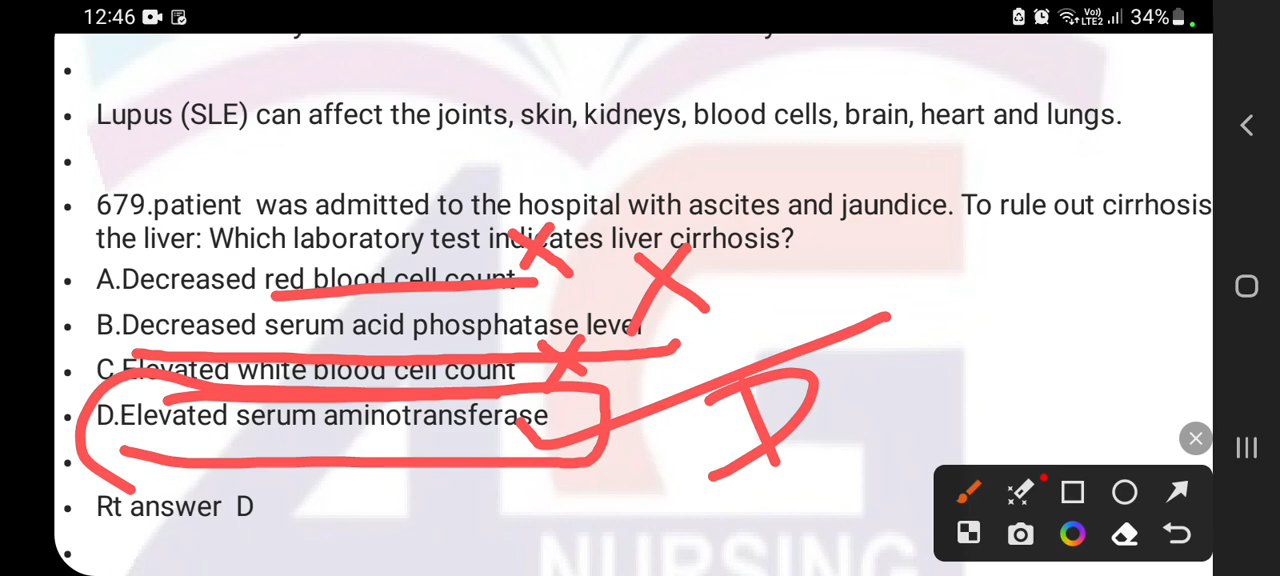 12:46
Vo)) LTE2 34%
Lupus (SLE) can affect the joints, skin, kidneys, blood cells, brain, heart and lungs.
679.patient was admitted to the hospital with ascites and jaundice. To rule out cirrhosis
the liver: Which laboratory test indicates liver cirrhosis?
A.Decreased red blood cell count
B.Decreased serum acid phosphatase level
C.Elevated white blood cell count
D.Elevated serum aminotransferase
D
Rt answer D
NURSING